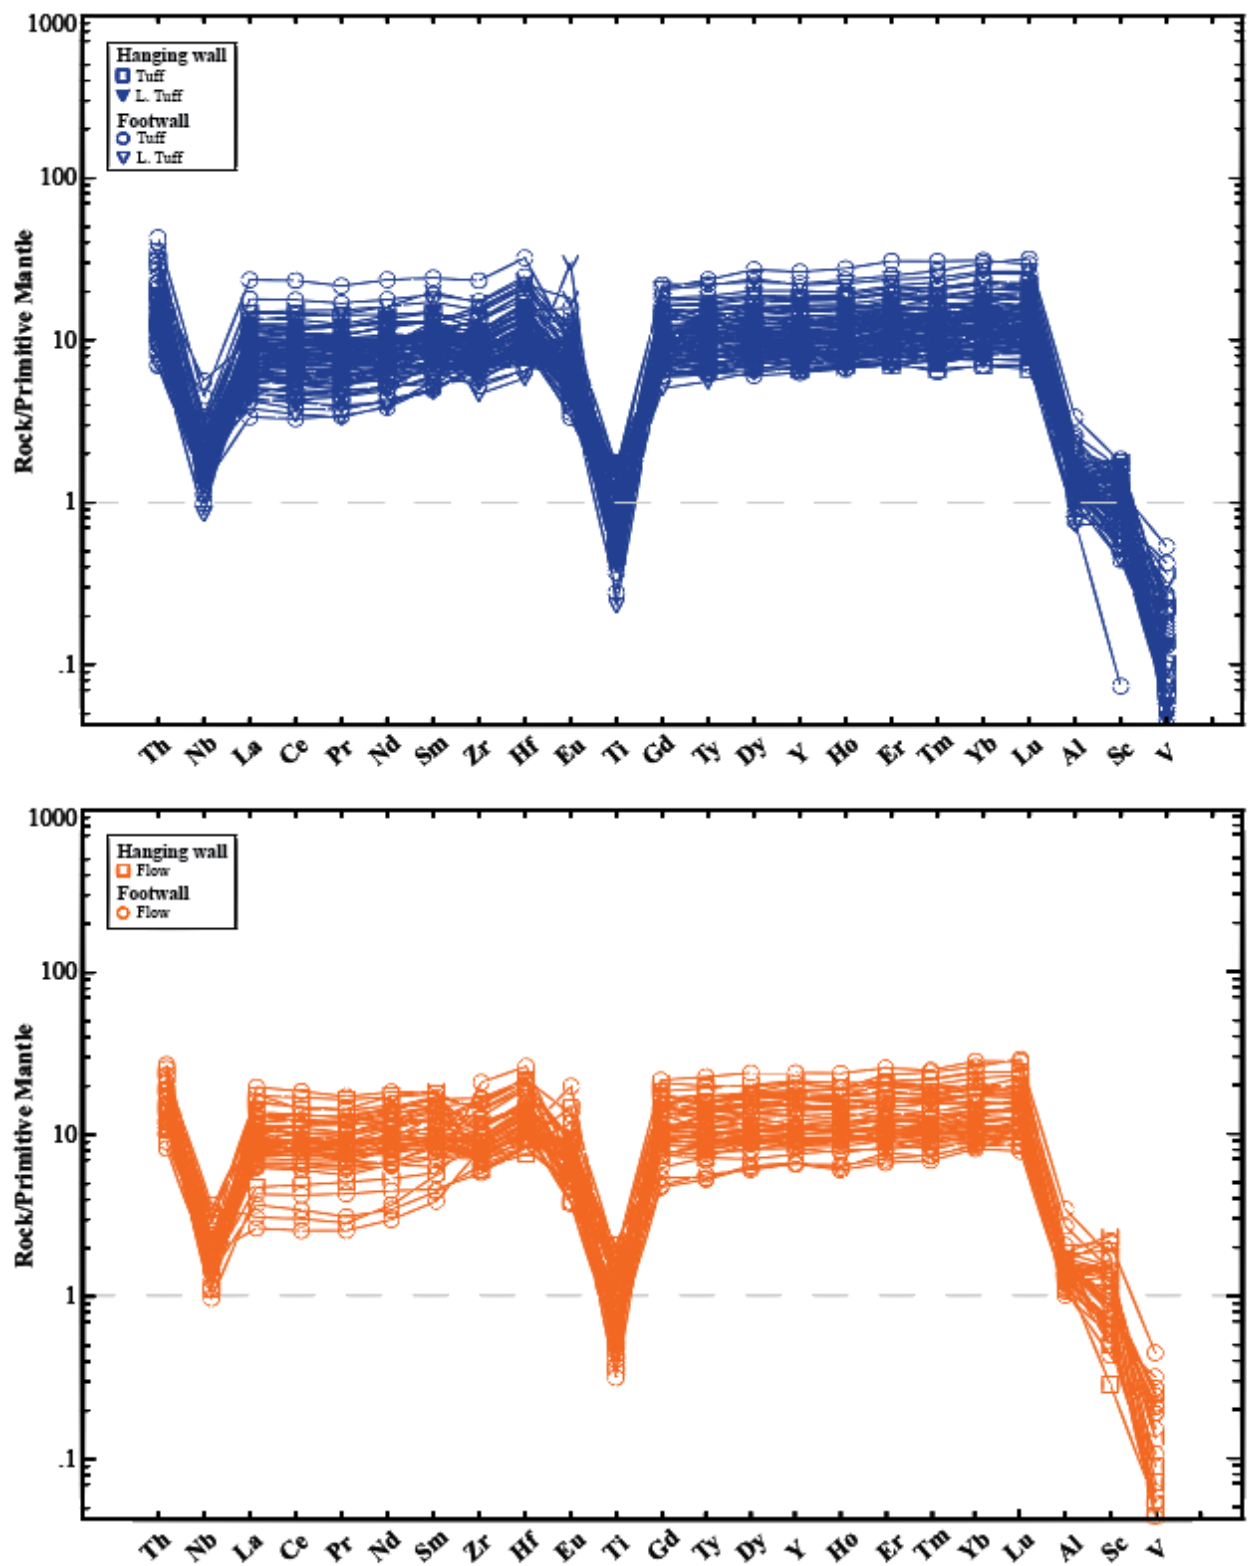 1000
Hanging wall
Tuff
L. Tuff
Footwall
Tuff
L. Tuff
100
10
1
.1
Rock/Primitive Mantle
Th Nb La Ce Pr Nd Sm Zr Hf Eu Ti Gd Ty Dy Y Ho Er Tm Yb Lu Al Sc V
1000
Hanging wall
Flow
Footwall
Flow
100
10
1
.1
Rock/Primitive Mantle
Th Nb La Ce Pr Nd Sm Zr Hf Eu Ti Gd Ty Dy Y Ho Er Tm Yb Lu Al Sc V